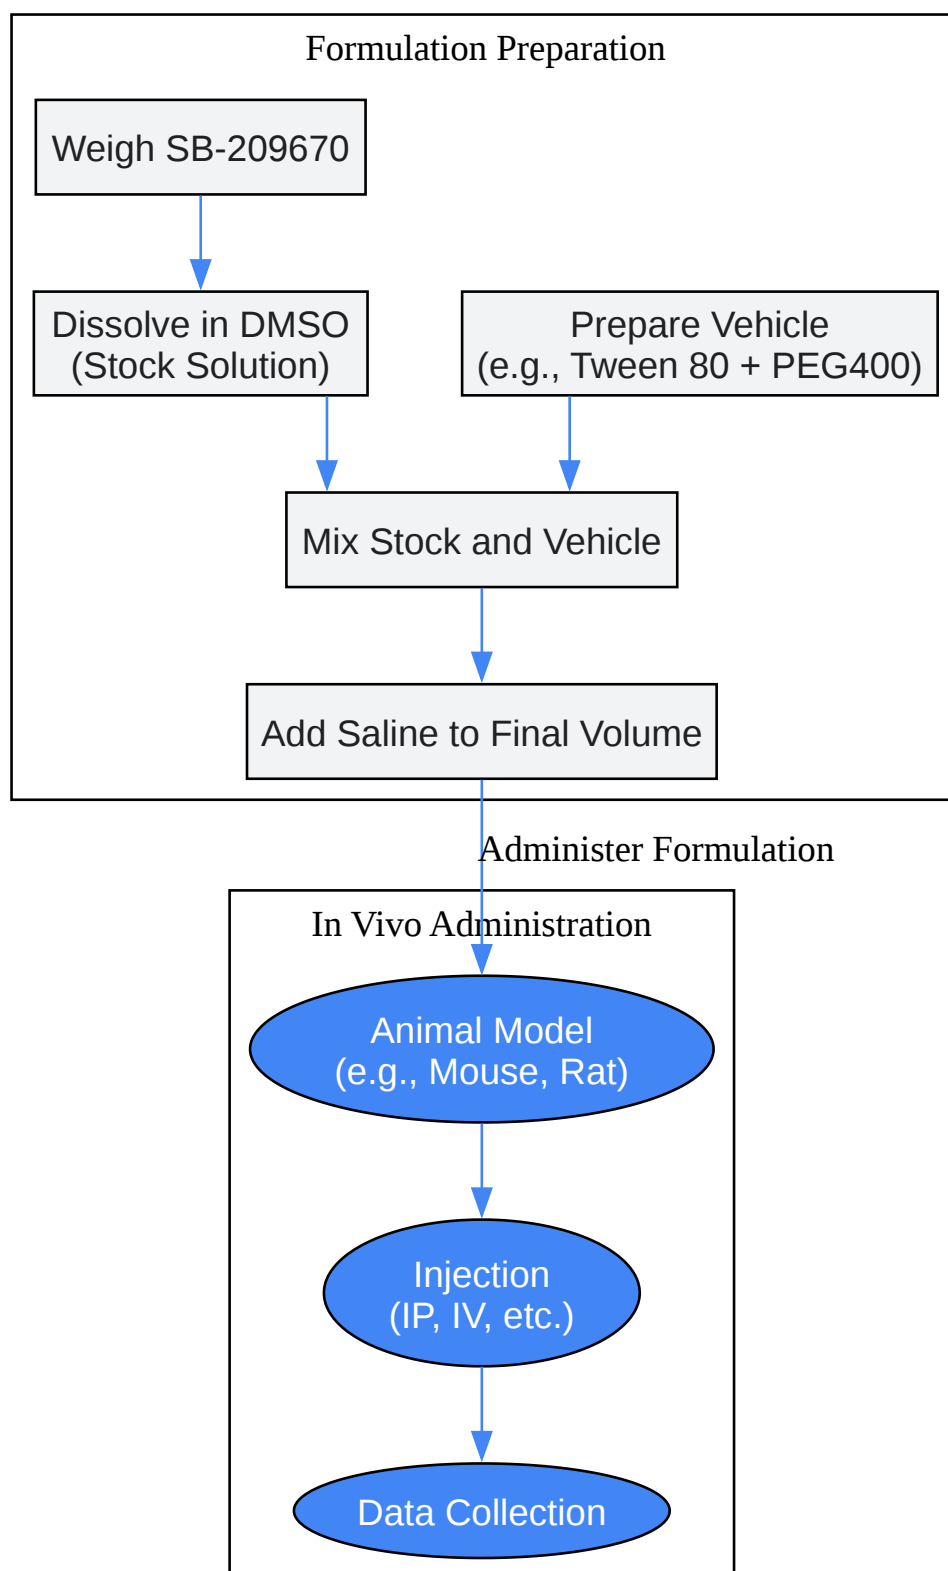 Formulation Preparation
Weigh SB-209670
Dissolve in DMSO
(Stock Solution)
Prepare Vehicle
(e.g., Tween 80 + PEG400)
Mix Stock and Vehicle
Add Saline to Final Volume
Administer Formulation
In Vivo Administration
Animal Model
(e.g., Mouse, Rat)
Injection
(IP, IV, etc.)
Data Collection